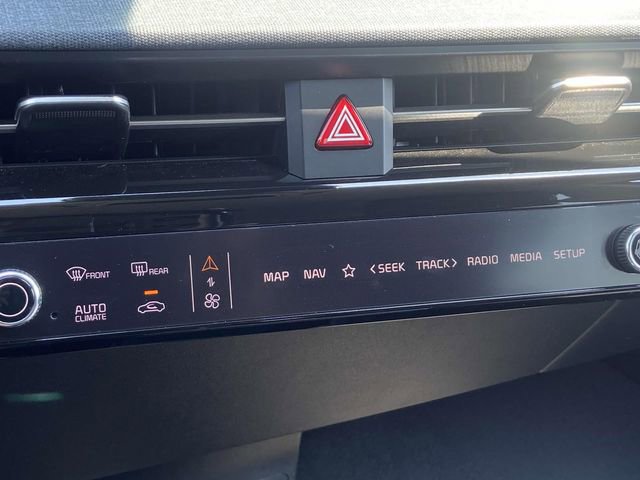 FRONT
REAR
AUTO
CLIMATE
MAP NAV <SEEK TRACK> RADIO MEDIA SETUP